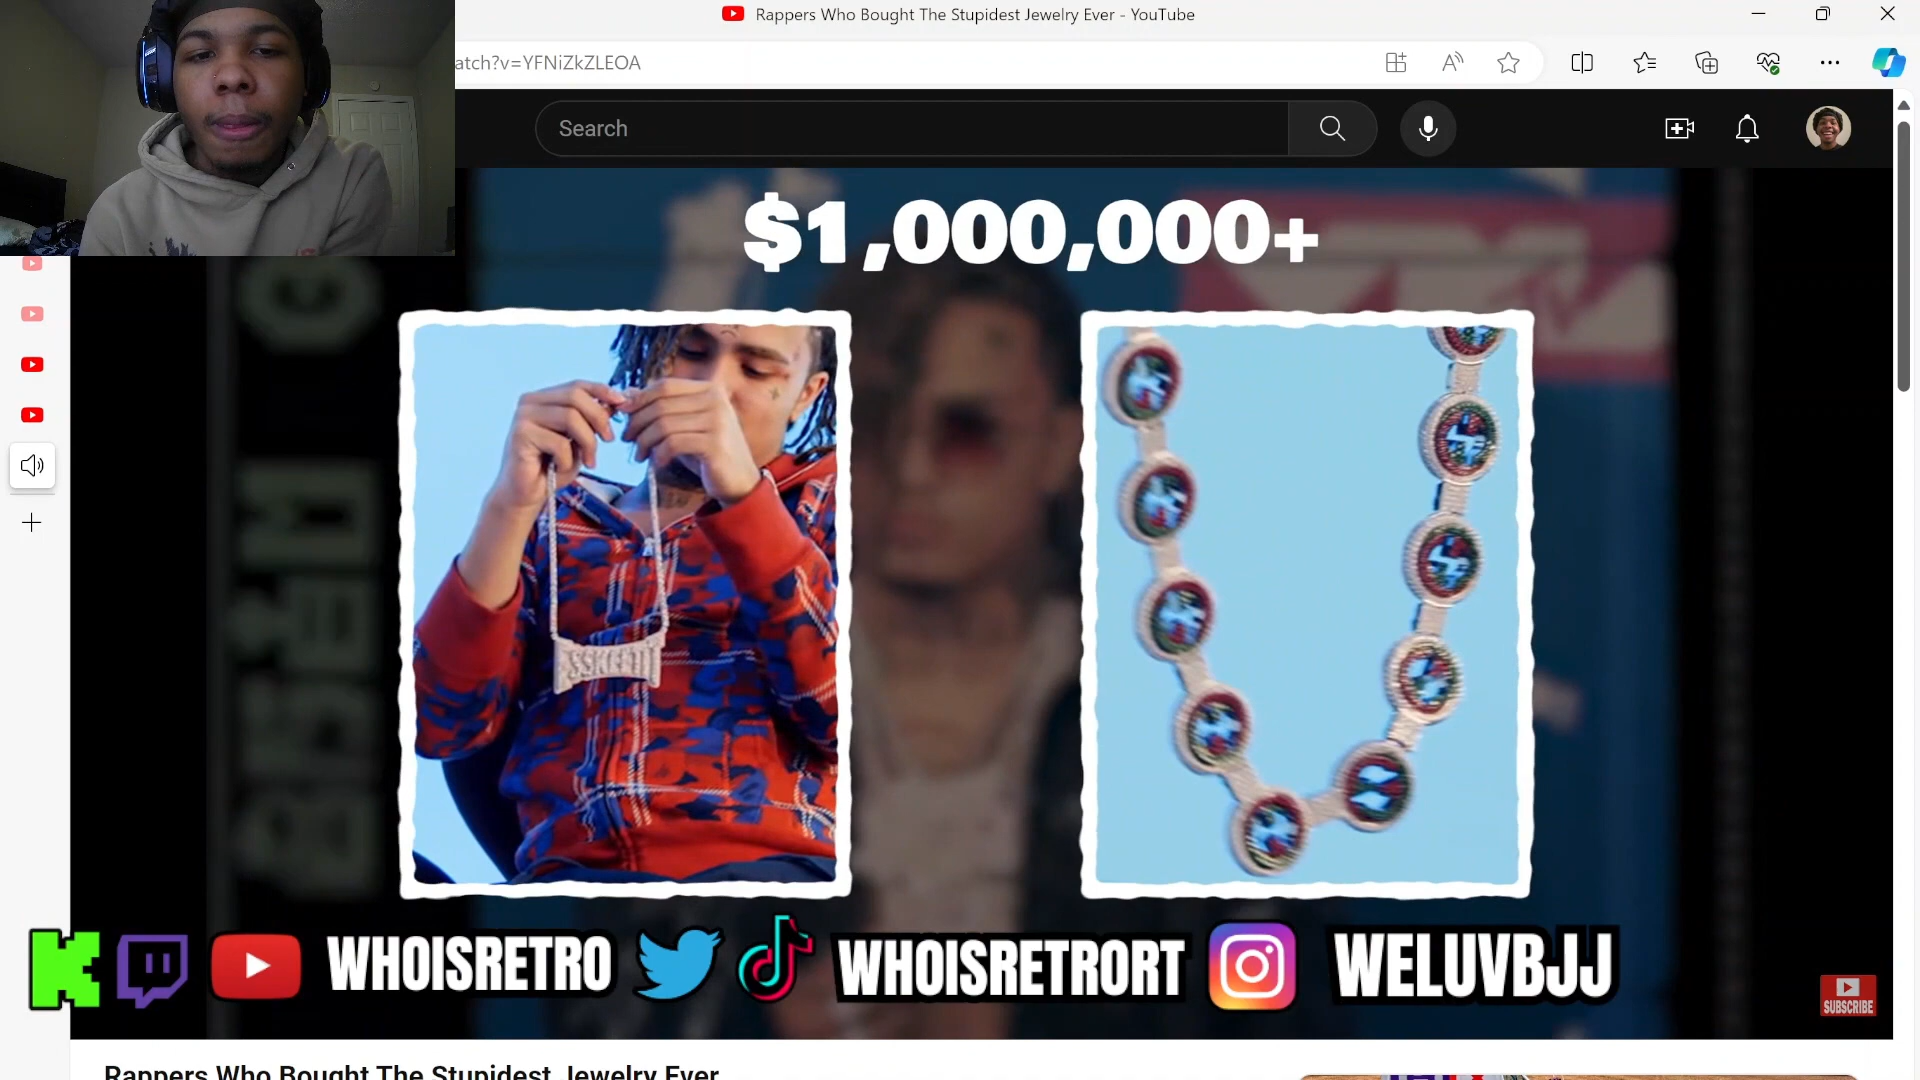 Rappers Who Bought The Stupidest Jewelry Ever - YouTube
atch?v=YFNiZkZLEOA
Search
$1,000,000+
WHOISRETRO
WHOISRETRORT
WELUVBJJ
SUBSCRIBE
Rappers Who Bought The Stupidest Jewelry Ever